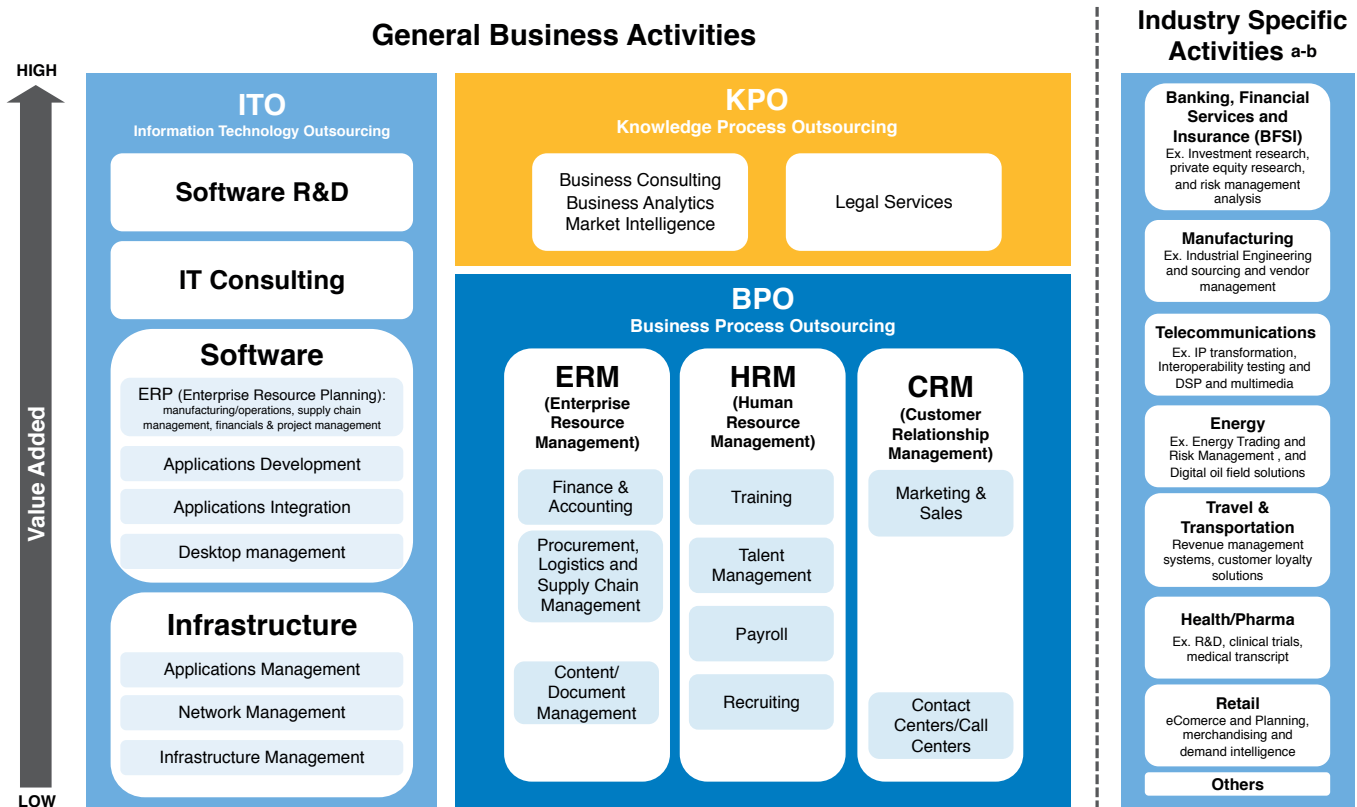 General Business Activities
Industry Specific
Activities a-b
HIGH
Value Added
LOW
ITO
Information Technology Outsourcing
Software R&D
IT Consulting
Software
ERP (Enterprise Resource Planning):
manufacturing/operations, supply chain
management, financials & project management
Applications Development
Applications Integration
Desktop management
Infrastructure
Applications Management
Network Management
Infrastructure Management
KPO
Knowledge Process Outsourcing
Business Consulting
Business Analytics
Market Intelligence
Legal Services
BPO
Business Process Outsourcing
ERM
(Enterprise
Resource
Management)
Finance &
Accounting
Procurement,
Logistics and
Supply Chain
Management
Content/
Document
Management
HRM
(Human
Resource
Management)
Training
Talent
Management
Payroll
Recruiting
CRM
(Customer
Relationship
Management)
Marketing &
Sales
Contact
Centers/Call
Centers
Banking, Financial
Services and
Insurance (BFSI)
Ex. Investment research,
private equity research,
and risk management
analysis
Manufacturing
Ex. Industrial Engineering
and sourcing and vendor
management
Telecommunications
Ex. IP transformation,
Interoperability testing and
DSP and multimedia
Energy
Ex. Energy Trading and
Risk Management , and
Digital oil field solutions
Travel &
Transportation
Revenue management
systems, customer loyalty
solutions
Health/Pharma
Ex. R&D, clinical trials,
medical transcript
Retail
eComerce and Planning,
merchandising and
demand intelligence
Others